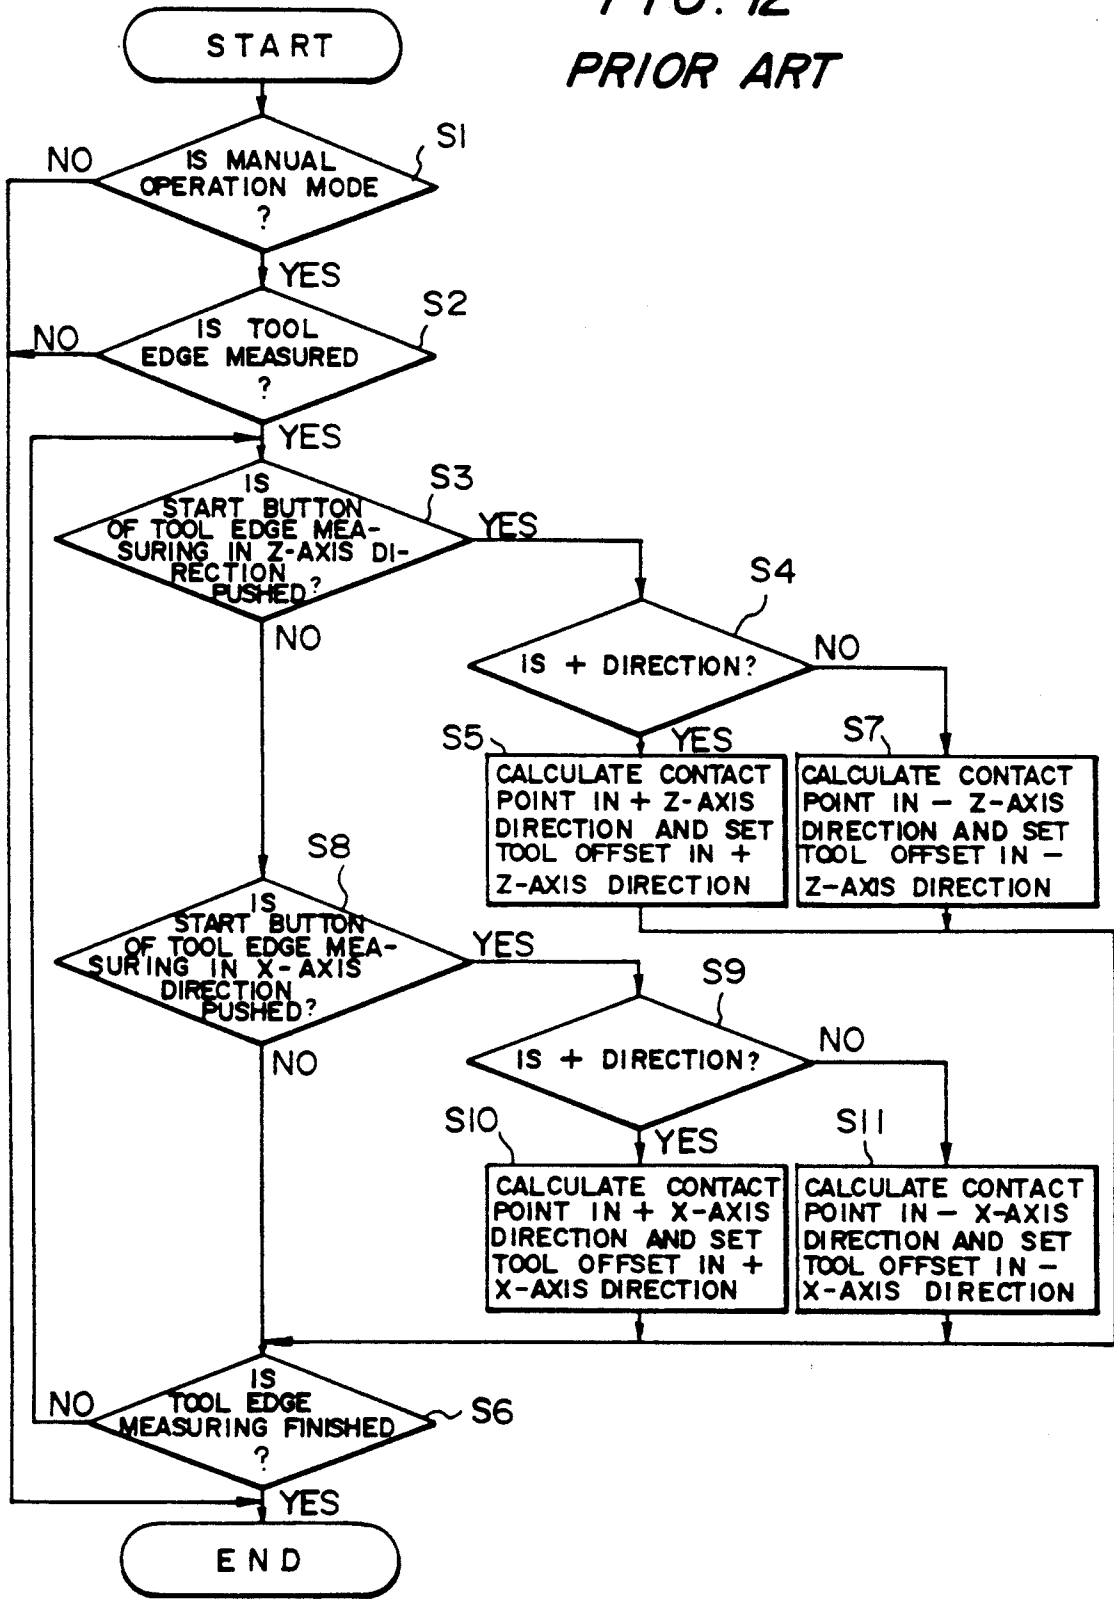 FIG. 12
PRIOR ART
START
S1
NO
IS MANUAL
OPERATION MODE
?
YES
S2
NO
IS TOOL
EDGE MEASURED
?
YES
S3
IS
START BUTTON
OF TOOL EDGE MEA-
SURING IN Z-AXIS DI-
RECTION
PUSHED?
YES
NO
S4
IS + DIRECTION?
NO
YES
S5
CALCULATE CONTACT
POINT IN + Z-AXIS
DIRECTION AND SET
TOOL OFFSET IN +
Z-AXIS DIRECTION
S7
CALCULATE CONTACT
POINT IN - Z-AXIS
DIRECTION AND SET
TOOL OFFSET IN -
Z-AXIS DIRECTION
S8
IS
START BUTTON
OF TOOL EDGE MEA-
SURING IN X-AXIS
DIRECTION
PUSHED?
YES
NO
S9
IS + DIRECTION?
NO
YES
S10
CALCULATE CONTACT
POINT IN + X-AXIS
DIRECTION AND SET
TOOL OFFSET IN +
X-AXIS DIRECTION
S11
CALCULATE CONTACT
POINT IN - X-AXIS
DIRECTION AND SET
TOOL OFFSET IN -
X-AXIS DIRECTION
NO
IS
TOOL EDGE
MEASURING FINISHED
?
S6
YES
END